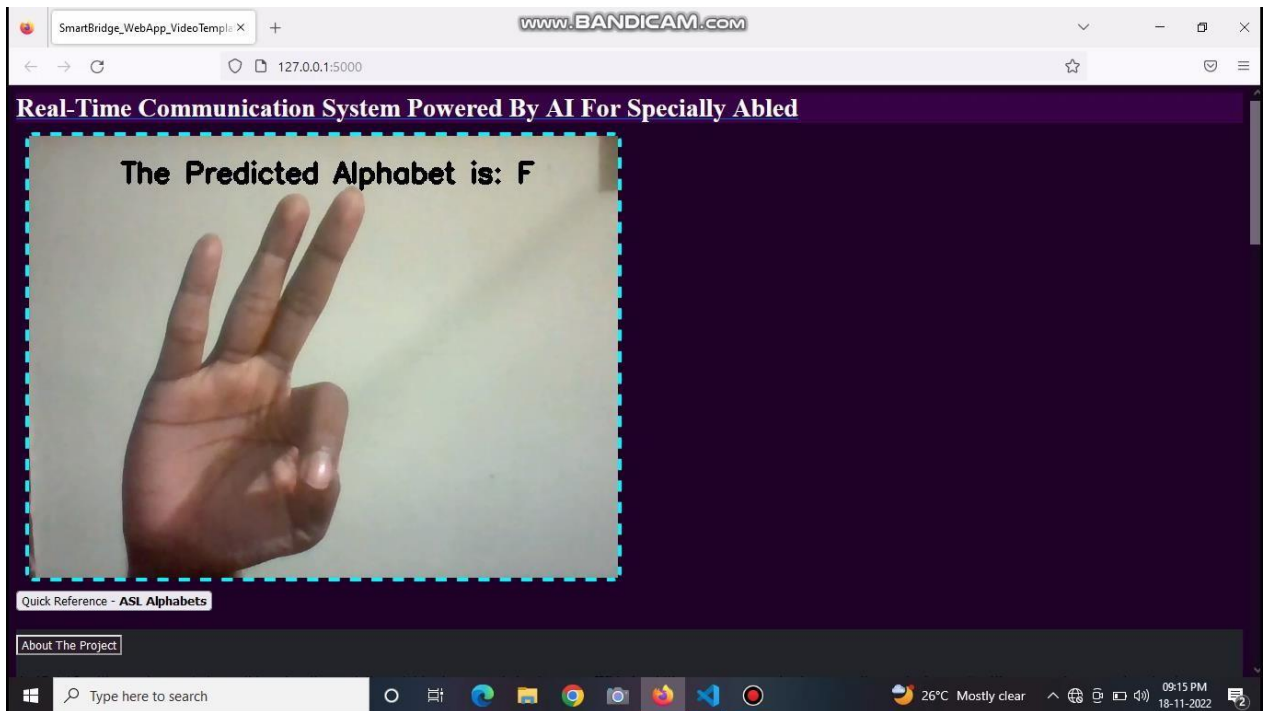 www.BANDICAM.com
SmartBridge_WebApp_VideoTempla
127.0.0.1:5000
Real-Time Communication System Powered By AI For Specially Abled
The Predicted Alphabet is: F
Quick Reference - ASL Alphabets
About The Project
Type here to search
26°C Mostly clear
09:15 PM
18-11-2022
2